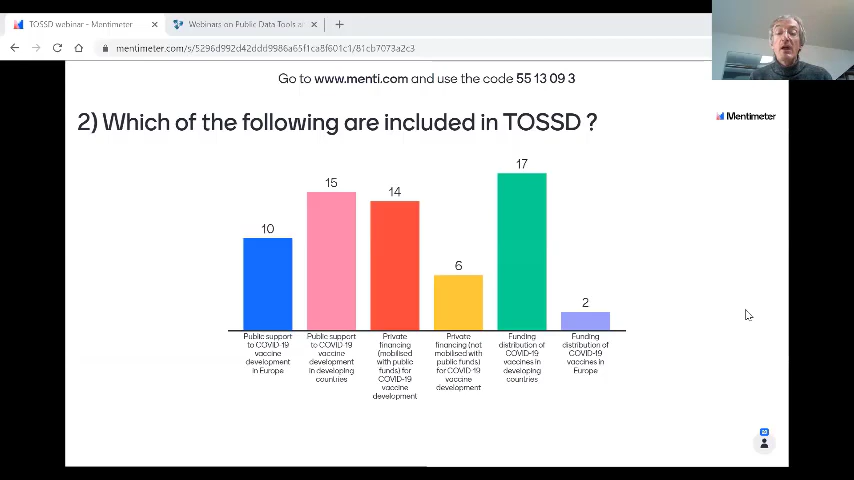 TOSSD webinar - Mentimeter
Webinars on Public Data Tools a
mentimeter.com/s/5296d992d42ddd9986a65f1ca8f601c1/81cb7073a2c3
Go to www.menti.com and use the code 55 13 09 3
2) Which of the following are included in TOSSD ?
Mentimeter
10
15
14
6
17
2
Public support
to COVID-19
vaccine
development
in Europe
Public support
to COVID-19
vaccine
development
in developing
countries
Private
financing
(mobilised
with public
funds) for
COVID-19
vaccine
development
Private
financing (not
mobilised with
public funds)
for COVID-19
vaccine
development
Funding
distribution of
COVID-19
vaccines in
developing
countries
Funding
distribution of
COVID-19
vaccines in
Europe